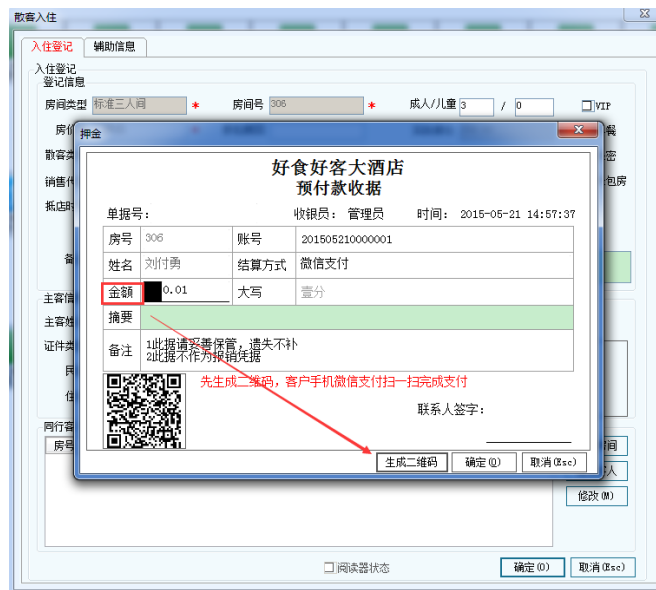 散客入住
入住登记 辅助信息
入住登记
登记信息
房间类型 标准三人间 * 房间号 306 * 成人/儿童 3 / 0 VIP
房
散客类
销售代 包房
抵店时
押金
好食好客大酒店
预付款收据
单据号: 收银员: 管理员 时间: 2015-05-21 14:57:37
房号 306 账号 201505210000001
姓名 刘付勇 结算方式 微信支付
金额 0.01 大写 壹分
摘要
备注 1此据请妥善保管,遗失不补
2此据不作为报销凭据
先生成二维码,客户手机微信支付扫一扫完成支付
联系人签字:
生成二维码 确定(O) 取消(Esc)
主客信
主客姓
证件类
同行客
房号
修改(M)
阅读器状态 确定(O) 取消(Esc)